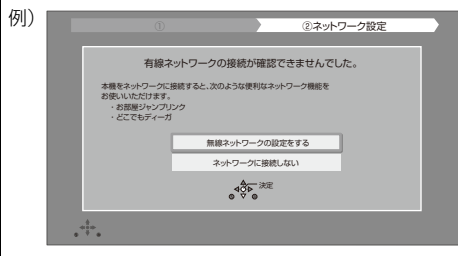 例)
①
②ネットワーク設定
有線ネットワークの接続が確認できませんでした。
本機をネットワークに接続すると、次のような便利なネットワーク機能を
お使いいただけます。
・お部屋ジャンプリンク
・どこでもディーガ
無線ネットワークの設定をする
ネットワークに接続しない
決定